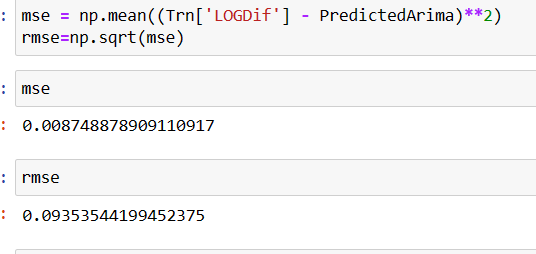 : mse = np.mean((Trn['LOGDif'] - PredictedArima)**2)
rmse=np.sqrt(mse)
: mse
: 0.008748878909110917
: rmse
: 0.09353544199452375